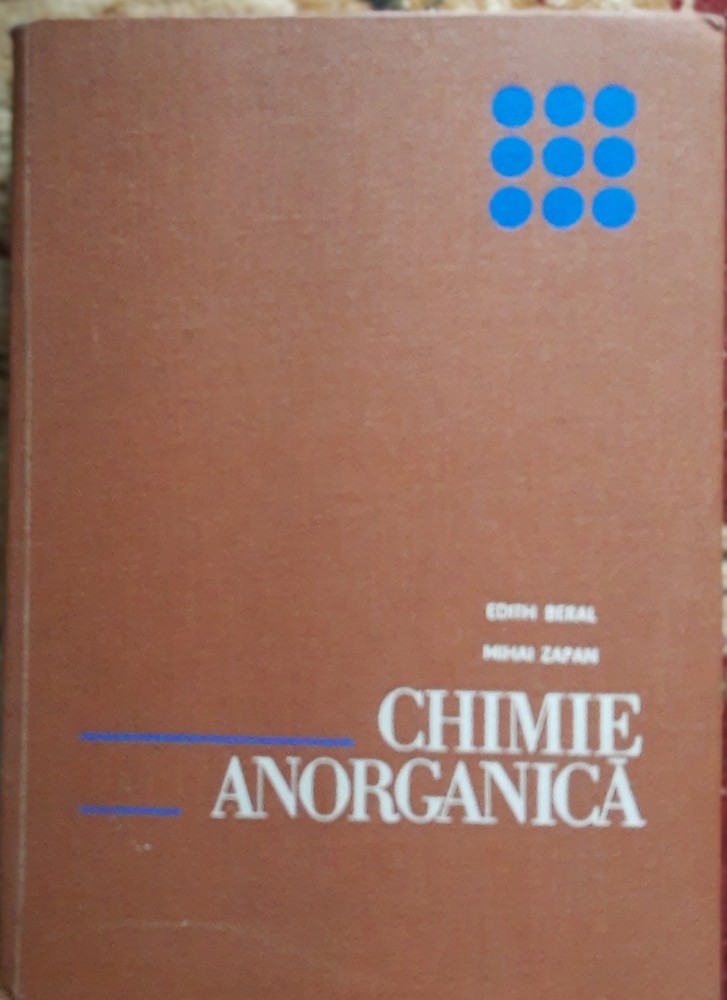 EDITH BERAL
MIHAI ZAPAN
CHIMIE
ANORGANICĂ